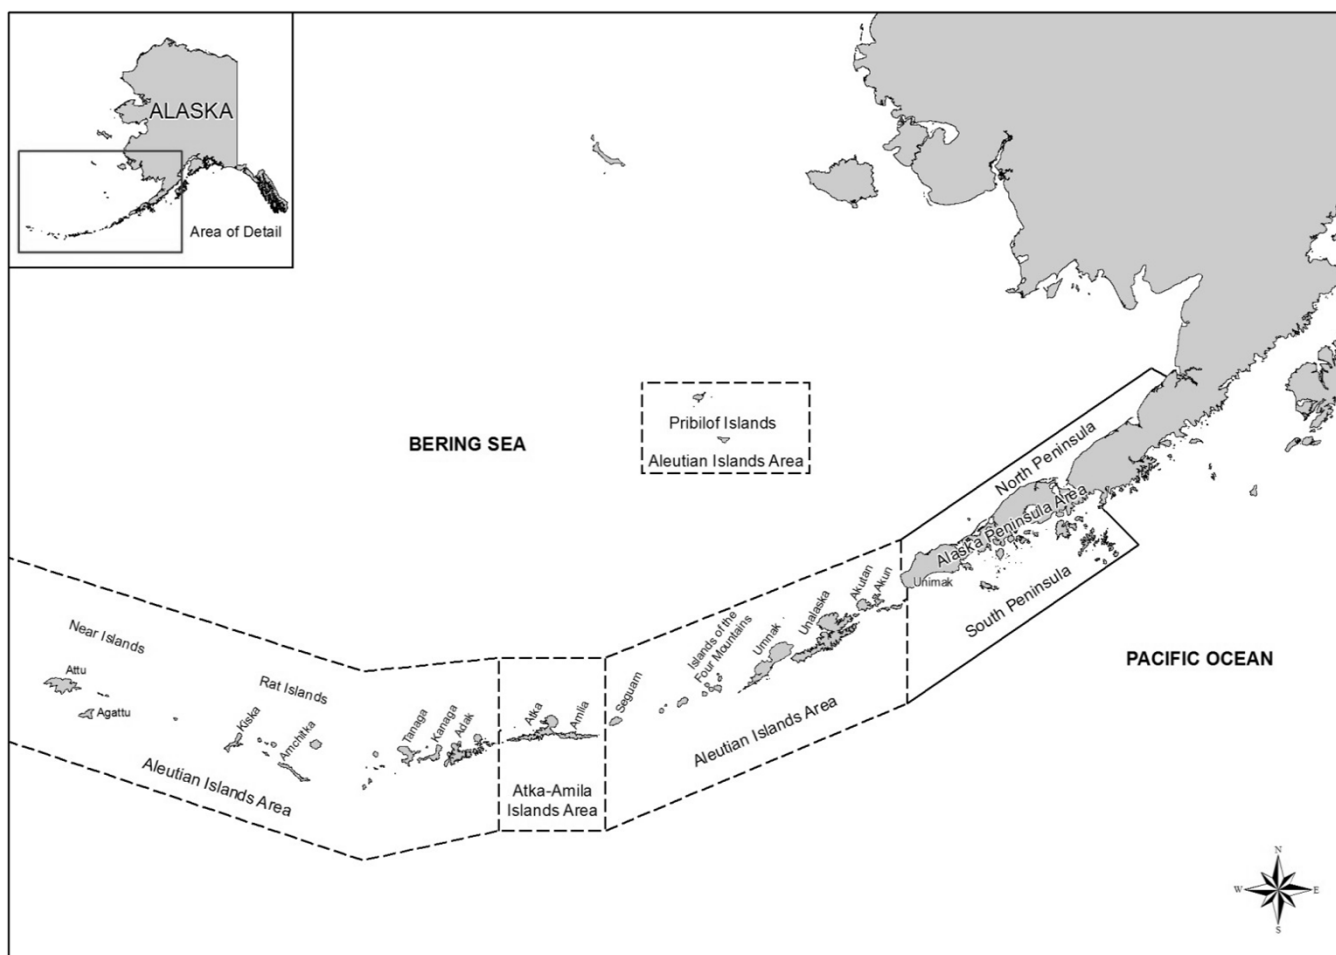 ALASKA
Area of Detail
BERING SEA
Pribilof Islands
Aleutian Islands Area
North Peninsula
Alaska Peninsula Area
Unimak
South Peninsula
PACIFIC OCEAN
Near Islands
Attu
Agattu
Rat Islands
Kiska
Amchitka
Aleutian Islands Area
Tanaga
Kanaga
Adak
Atka
Amlia
Atka-Amila
Islands Area
Seguam
Islands of the
Four Mountains
Umnak
Unalaska
Akutan
Akun
Aleutian Islands Area
N
W
E
S